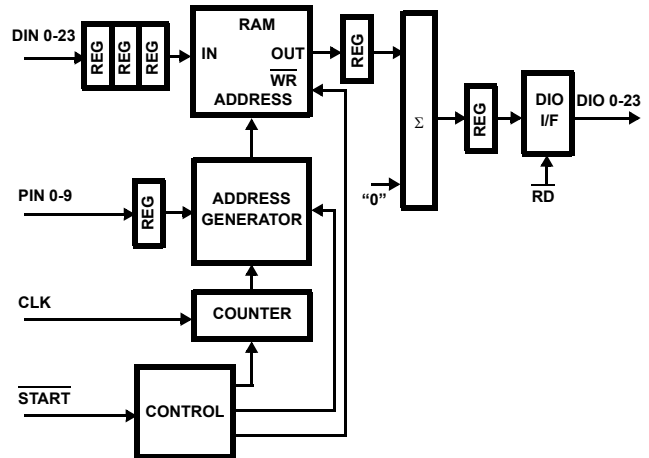 DIN 0-23
REG
REG
REG
RAM
IN
OUT
WR
ADDRESS
REG
Σ
"0"
REG
DIO
I/F
DIO 0-23
RD
PIN 0-9
REG
ADDRESS
GENERATOR
CLK
COUNTER
START
CONTROL